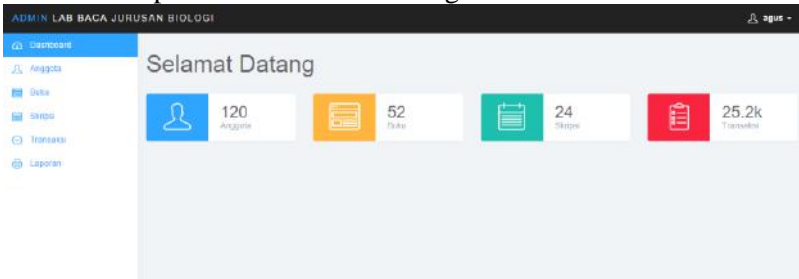 ADMIN LAB BACA JURUSAN BIOLOGI
agus
Dashboard
Anggota
Buku
Skripsi
Transaksi
Laporan
Selamat Datang
120
Anggota
52
Buku
24
Skripsi
25.2k
Transaksi